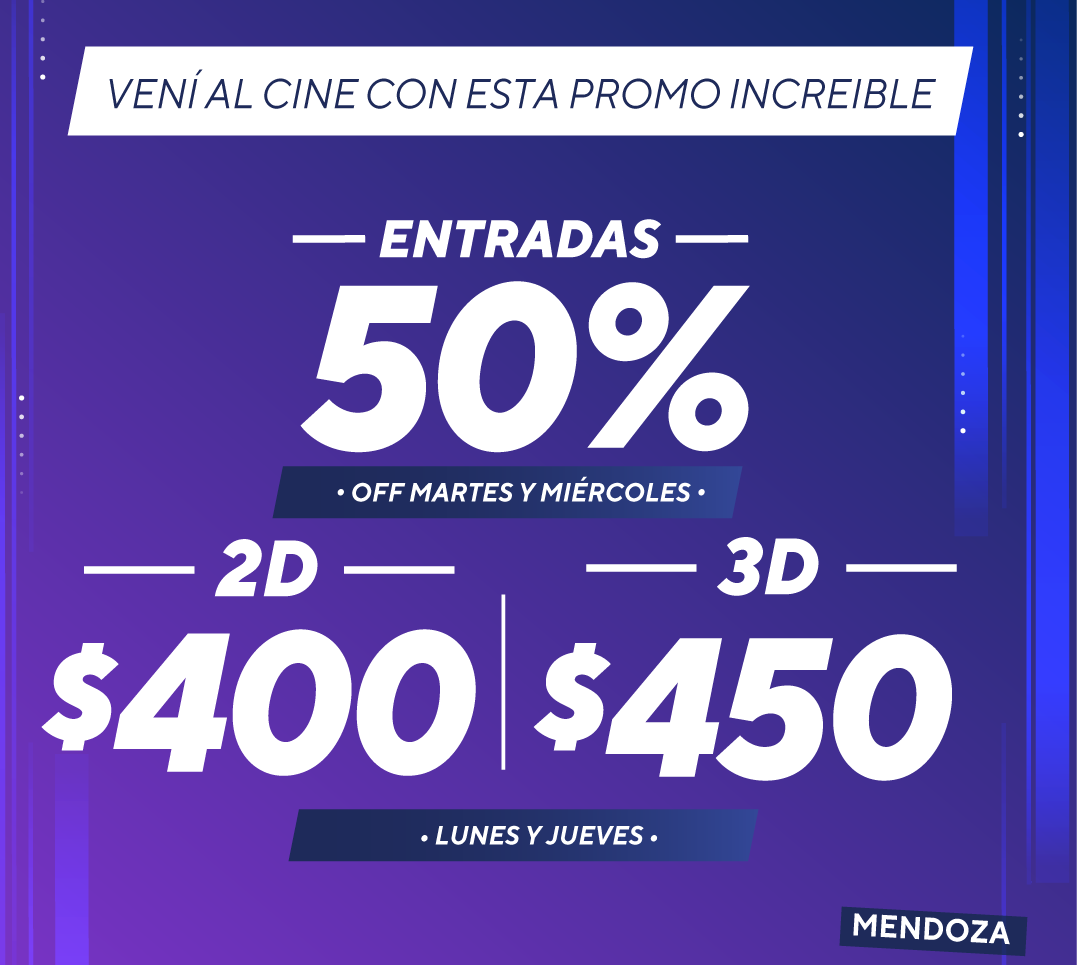 VENÍ AL CINE CON ESTA PROMO INCREIBLE
ENTRADAS
50%
• OFF MARTES Y MIÉRCOLES •
2D
$400
3D
$450
• LUNES Y JUEVES •
MENDOZA